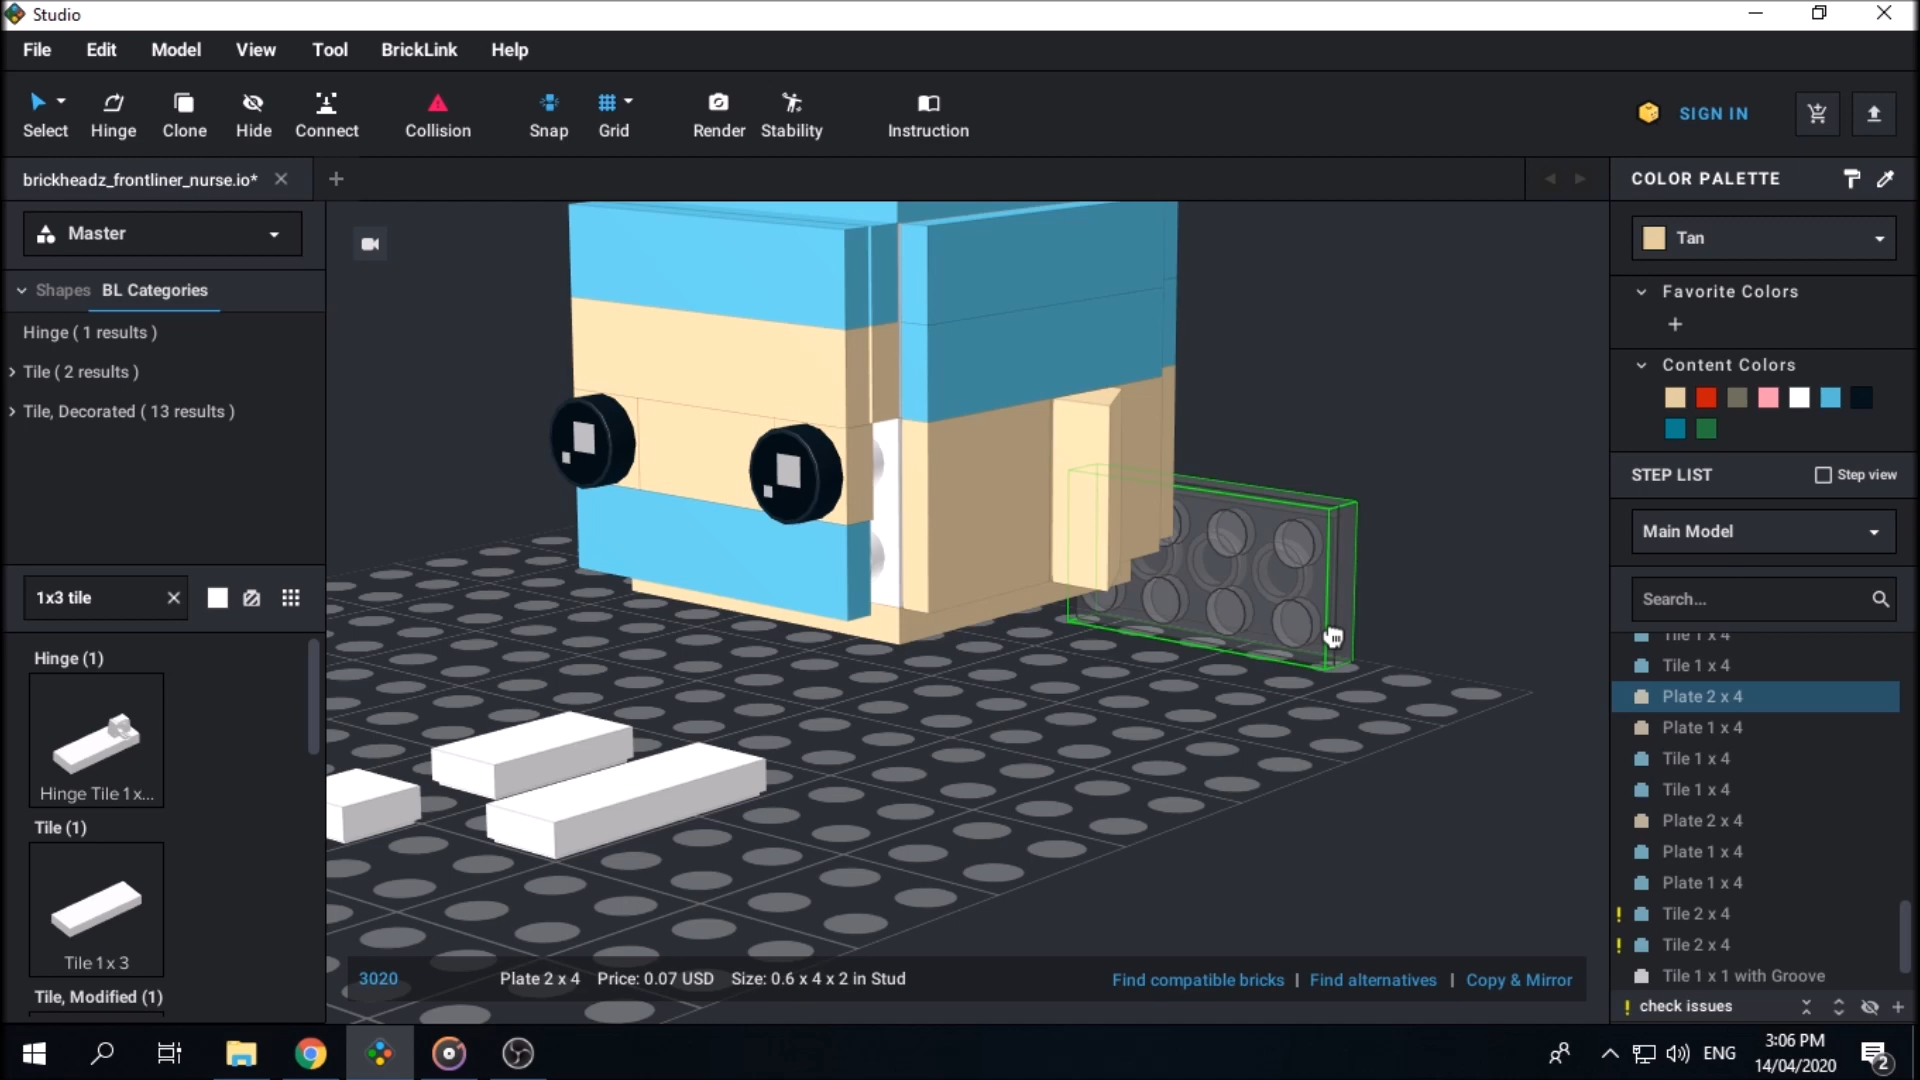 Studio
File Edit Model View Tool BrickLink Help
Select Hinge Clone Hide Connect Collision Snap Grid Render Stability Instruction
SIGN IN
brickheadz_frontliner_nurse.io*
COLOR PALETTE
Master
Tan
Shapes BL Categories
Favorite Colors
Hinge ( 1 results )
Tile ( 2 results )
Content Colors
Tile, Decorated ( 13 results )
STEP LIST
Step view
Main Model
1x3 tile
Search...
Tile 1 x 4
Tile 1 x 4
Plate 2 x 4
Plate 1 x 4
Tile 1 x 4
Tile 1 x 4
Plate 2 x 4
Plate 1 x 4
Plate 1 x 4
! Tile 2 x 4
! Tile 2 x 4
Tile 1 x 1 with Groove
! check issues
Hinge (1)
Hinge Tile 1x...
Tile (1)
Tile 1 x 3
Tile, Modified (1)
3020 Plate 2 x 4 Price: 0.07 USD Size: 0.6 x 4 x 2 in Stud
Find compatible bricks | Find alternatives | Copy & Mirror
ENG
3:06 PM
14/04/2020
2